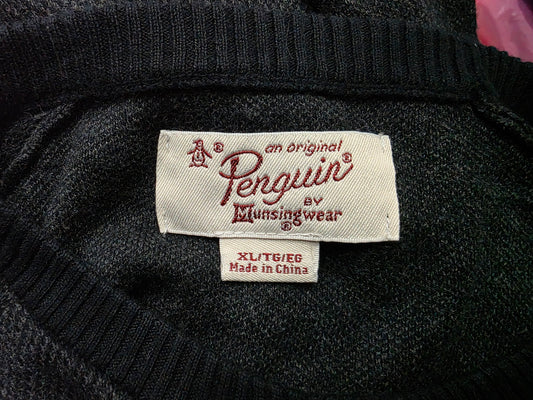 an original
Penguin®
BY
Munsingwear
®
XL/TG/EG
Made in China